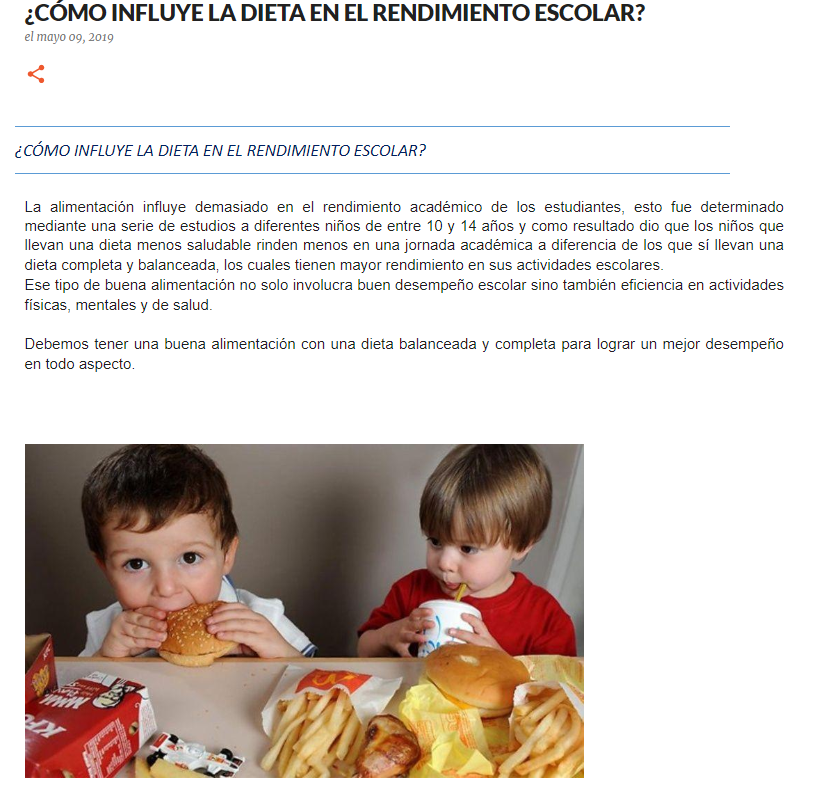 ¿CÓMO INFLUYE LA DIETA EN EL RENDIMIENTO ESCOLAR?
el mayo 09, 2019
¿CÓMO INFLUYE LA DIETA EN EL RENDIMIENTO ESCOLAR?
La alimentación influye demasiado en el rendimiento académico de los estudiantes, esto fue determinado
mediante una serie de estudios a diferentes niños de entre 10 y 14 años y como resultado dio que los niños que
llevan una dieta menos saludable rinden menos en una jornada académica a diferencia de los que sí llevan una
dieta completa y balanceada, los cuales tienen mayor rendimiento en sus actividades escolares.
Ese tipo de buena alimentación no solo involucra buen desempeño escolar sino también eficiencia en actividades
físicas, mentales y de salud.
Debemos tener una buena alimentación con una dieta balanceada y completa para lograr un mejor desempeño
en todo aspecto.
KFC